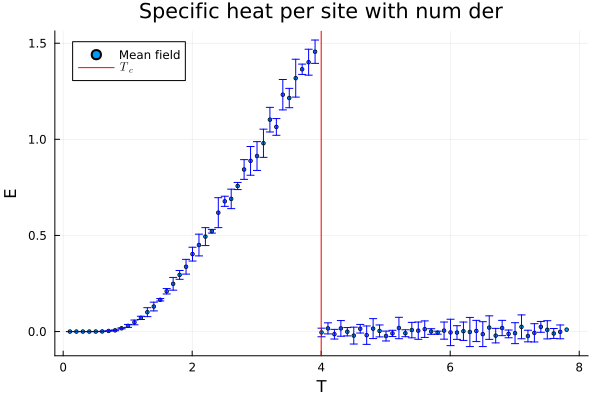 Specific heat per site with num der
Mean field
T_c
E
1.5
1.0
0.5
0.0
0 2 4 6 8
T